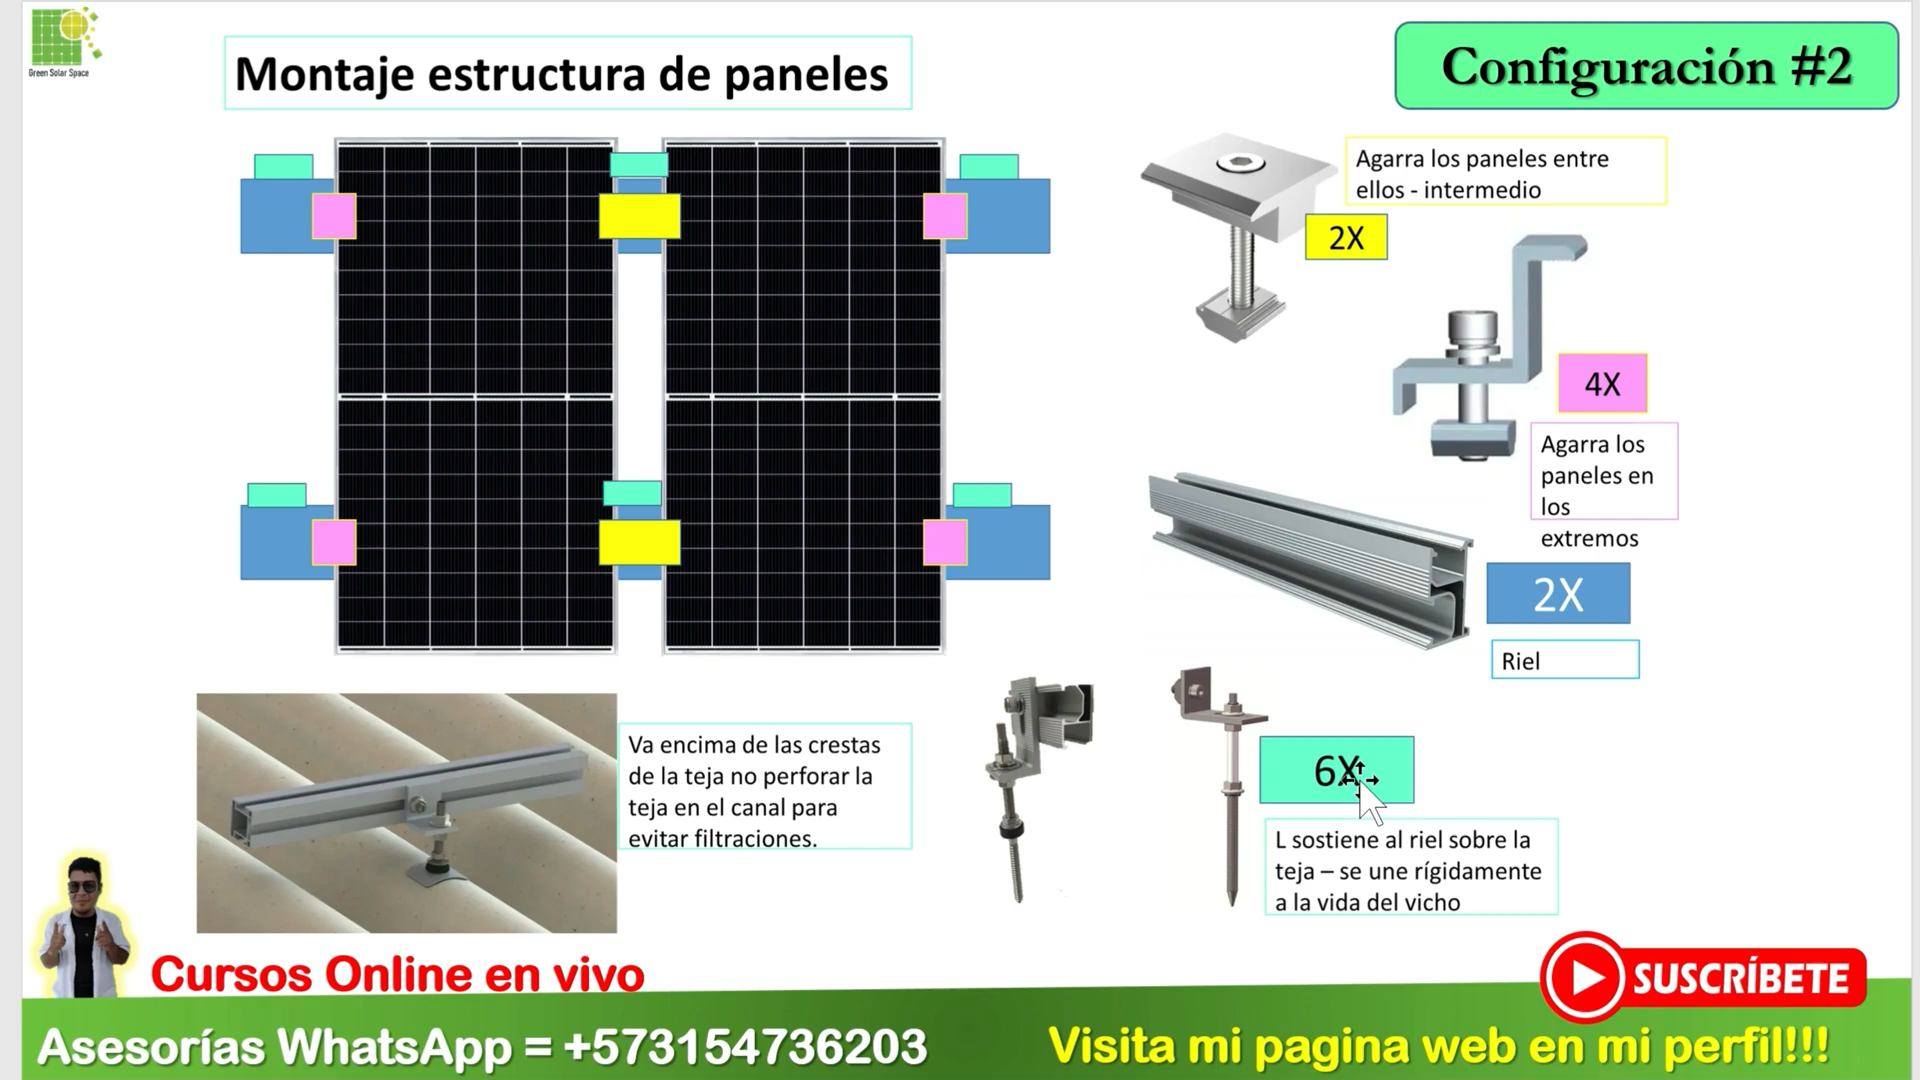 Green Solar Space
Montaje estructura de paneles
Configuración #2
Agarra los paneles entre
ellos - intermedio
2X
4X
Agarra los
paneles en
los
extremos
2X
Riel
Va encima de las crestas
de la teja no perforar la
teja en el canal para
evitar filtraciones.
6X
L sostiene al riel sobre la
teja – se une rígidamente
a la vida del vicho
Cursos Online en vivo
SUSCRÍBETE
Asesorías WhatsApp = +573154736203
Visita mi pagina web en mi perfil!!!